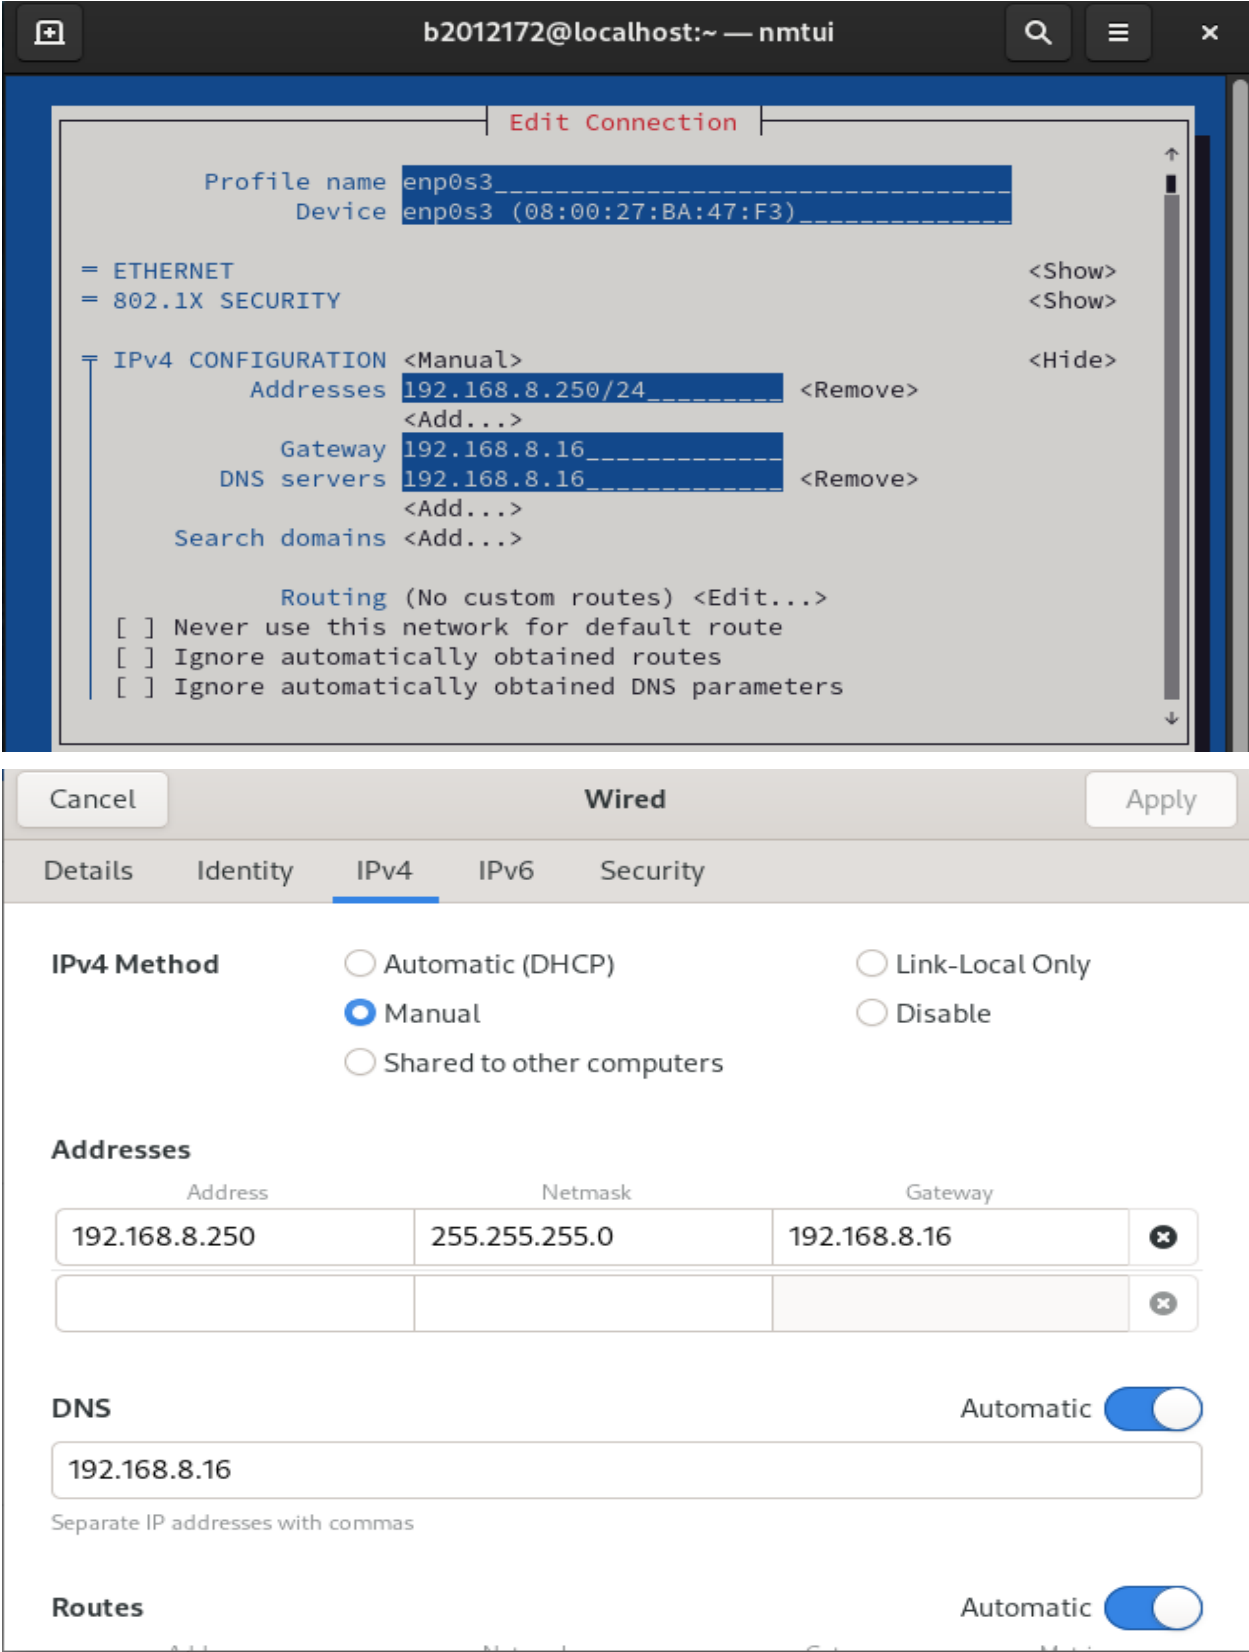 b2012172@localhost:~ — nmtui
Edit Connection
Profile name enp0s3___________________________________
Device enp0s3 (08:00:27:BA:47:F3)______________
= ETHERNET <Show>
= 802.1X SECURITY <Show>
IPv4 CONFIGURATION <Manual> <Hide>
Addresses 192.168.8.250/24_________ <Remove>
<Add...>
Gateway 192.168.8.16_____________
DNS servers 192.168.8.16_____________ <Remove>
<Add...>
Search domains <Add...>
Routing (No custom routes) <Edit...>
[ ] Never use this network for default route
[ ] Ignore automatically obtained routes
[ ] Ignore automatically obtained DNS parameters
Cancel Wired Apply
Details Identity IPv4 IPv6 Security
IPv4 Method Automatic (DHCP) Link-Local Only
Manual Disable
Shared to other computers
Addresses
Address Netmask Gateway
192.168.8.250 255.255.255.0 192.168.8.16
DNS Automatic
192.168.8.16
Separate IP addresses with commas
Routes Automatic